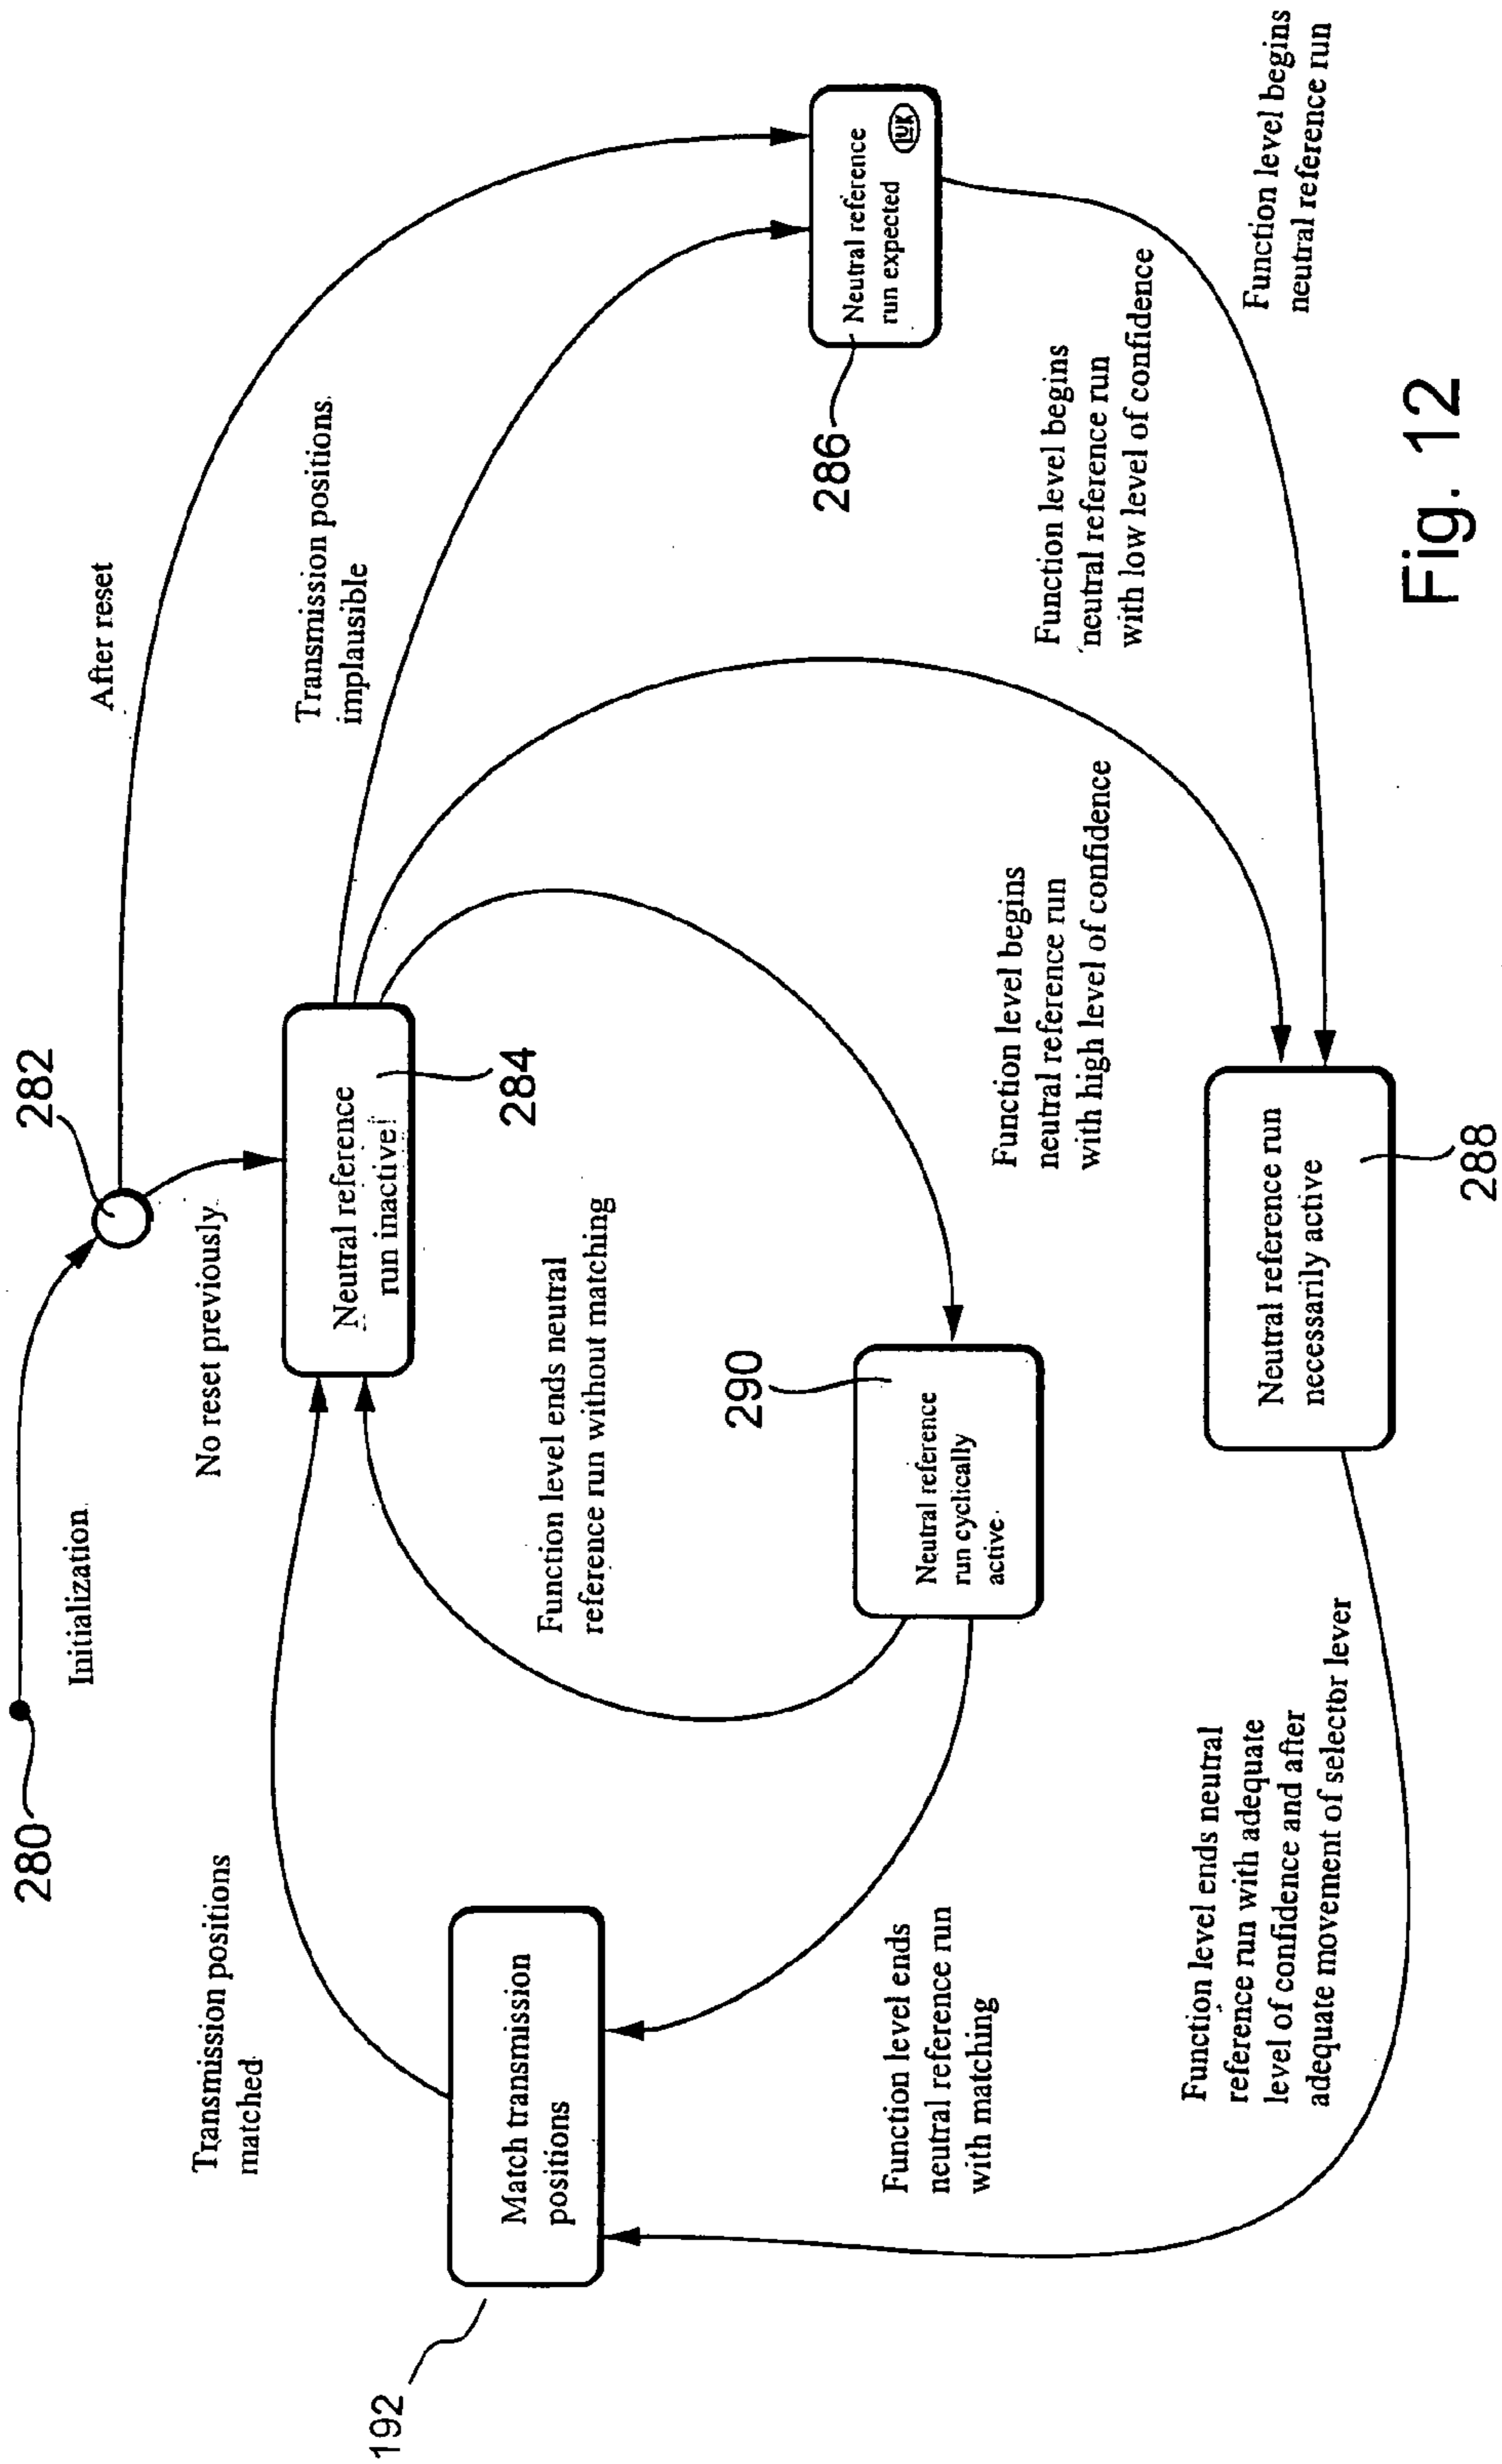 280
Initialization
282
After reset
No reset previously
Transmission positions
matched
Transmission positions
implausible
Neutral reference
run inactive!
284
192
Match transmission
positions
Function level ends neutral
reference run without matching
290
Neutral reference
run cyclically
active
Neutral reference
run expected
LUK
286
Function level ends
neutral reference run
with matching
Function level begins
neutral reference run
with high level of confidence
Function level begins
neutral reference run
with low level of confidence
Function level begins
neutral reference run
Function level ends neutral
reference run with adequate
level of confidence and after
adequate movement of selector lever
Neutral reference run
necessarily active
288
Fig. 12